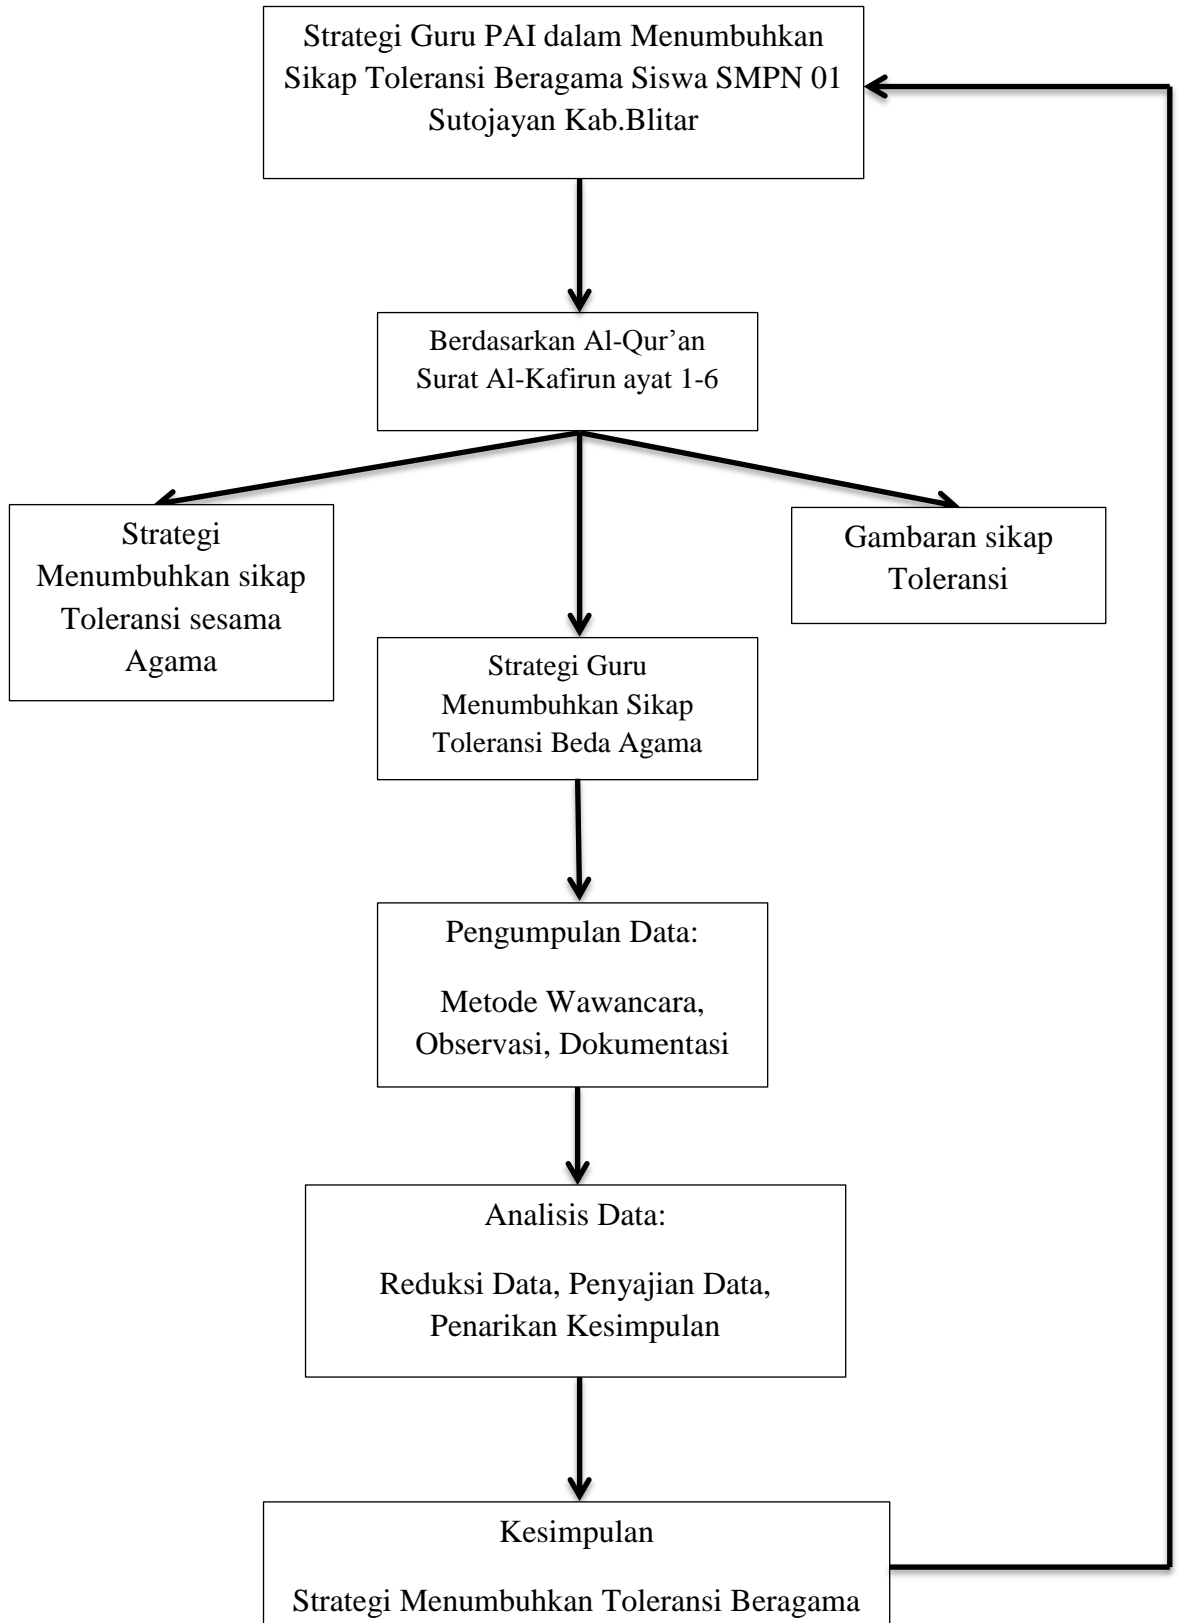 Strategi Guru PAI dalam Menumbuhkan
Sikap Toleransi Beragama Siswa SMPN 01
Sutojayan Kab.Blitar
Berdasarkan Al-Qur’an
Surat Al-Kafirun ayat 1-6
Strategi
Menumbuhkan sikap
Toleransi sesama
Agama
Strategi Guru
Menumbuhkan Sikap
Toleransi Beda Agama
Gambaran sikap
Toleransi
Pengumpulan Data:
Metode Wawancara,
Observasi, Dokumentasi
Analisis Data:
Reduksi Data, Penyajian Data,
Penarikan Kesimpulan
Kesimpulan
Strategi Menumbuhkan Toleransi Beragama